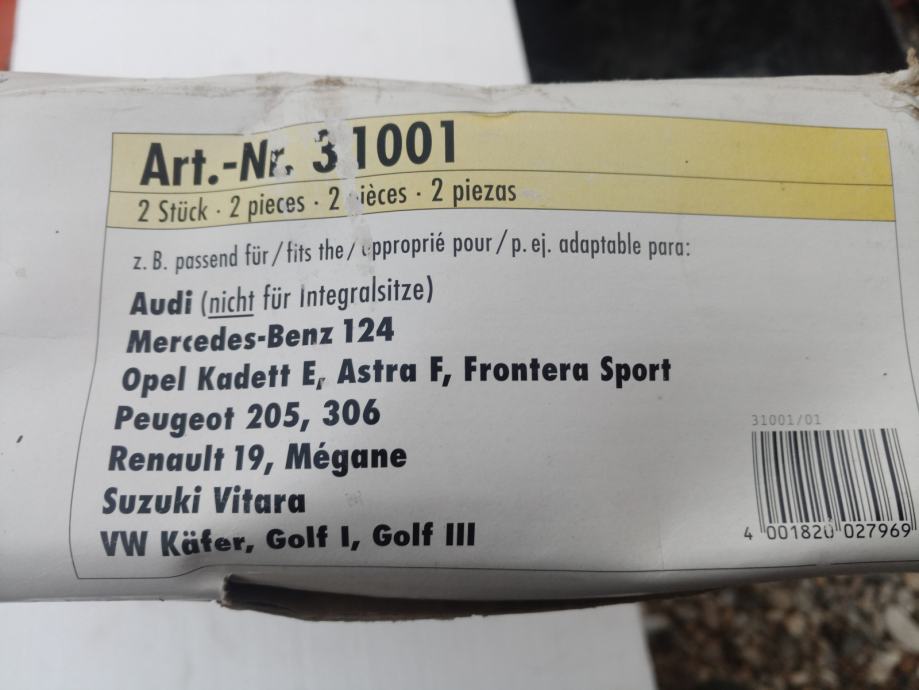 Art.-Nr. 31001
2 Stück · 2 pieces · 2 ièces · 2 piezas
z. B. passend für/fits the/ pproprié pour/p. ej. adaptable para:
Audi (nicht für Integralsitze)
Mercedes-Benz 124
Opel Kadett E, Astra F, Frontera Sport
Peugeot 205, 306
Renault 19, Mégane
Suzuki Vitara
VW Käfer, Golf I, Golf III
31001/01
4 001820 027969